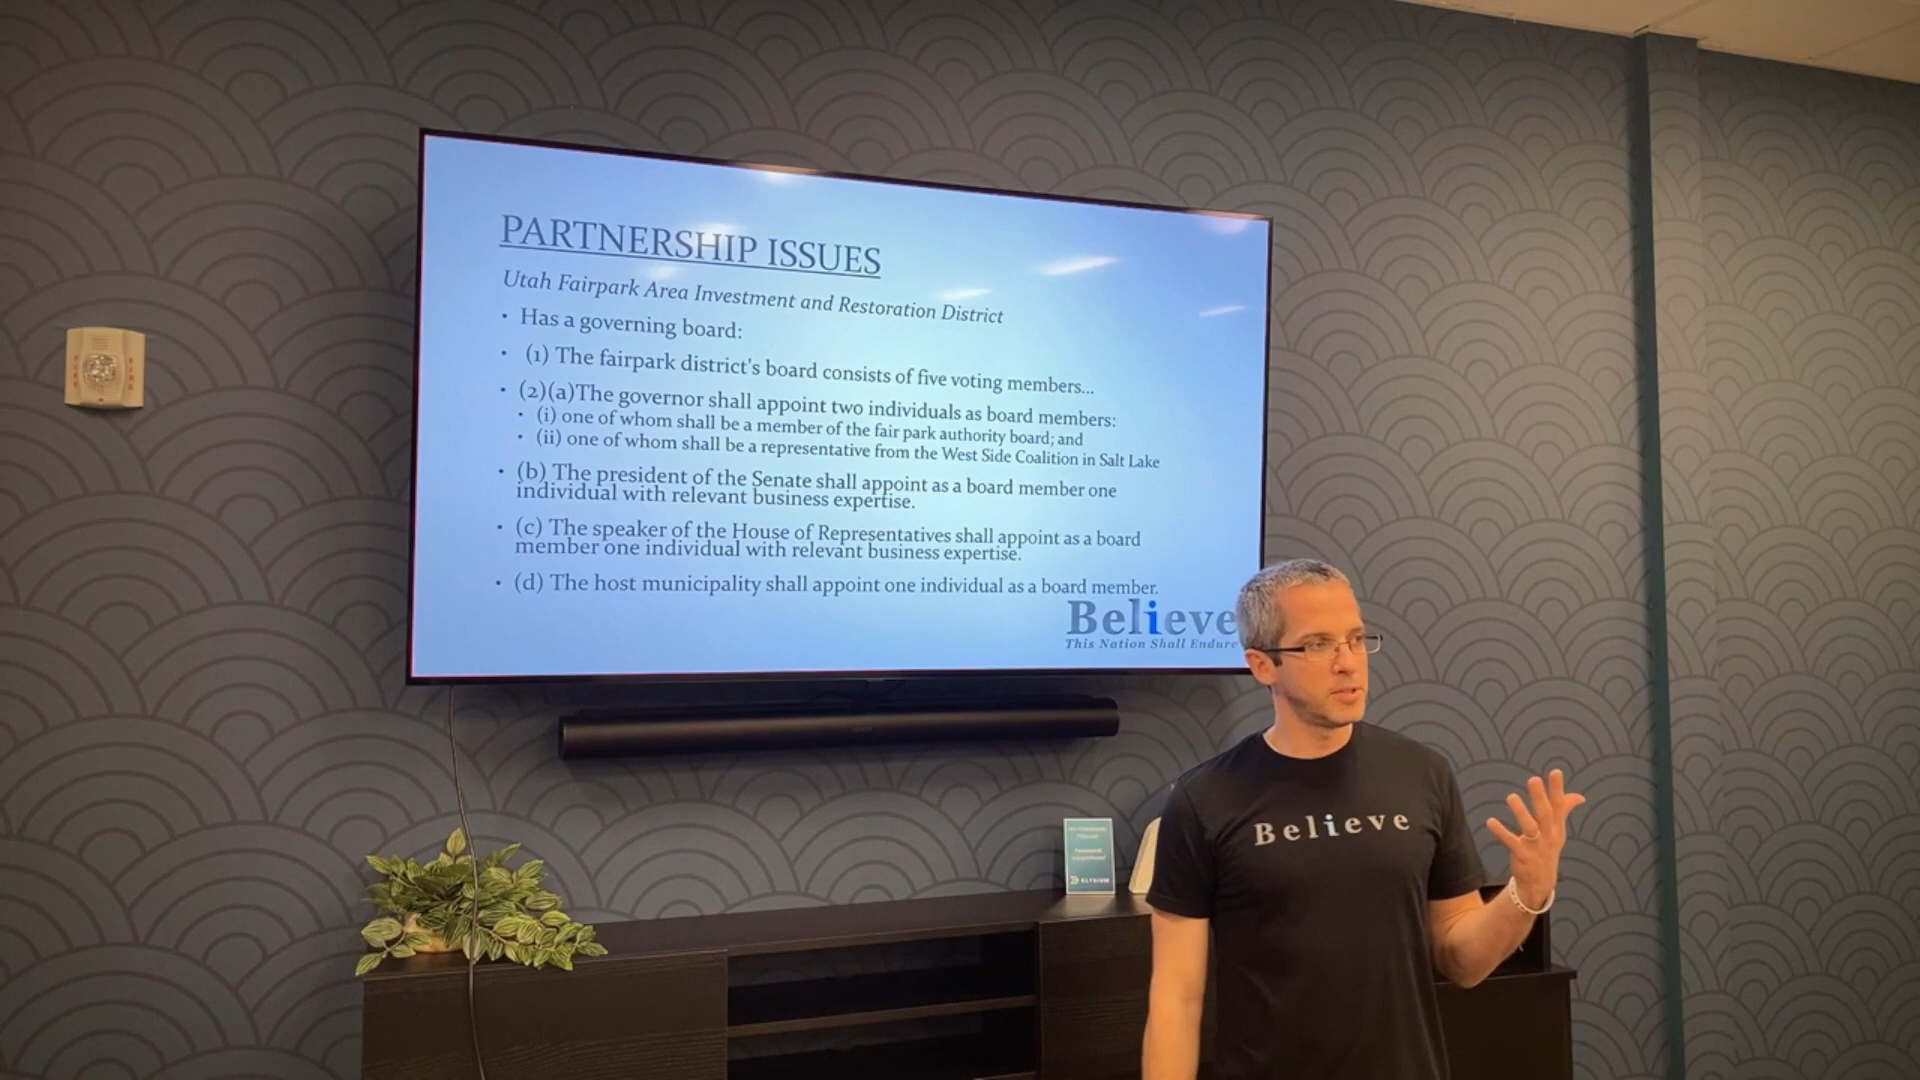 PARTNERSHIP ISSUES
Utah Fairpark Area Investment and Restoration District
• Has a governing board:
• (1) The fairpark district's board consists of five voting members...
• (2)(a)The governor shall appoint two individuals as board members:
• (i) one of whom shall be a member of the fair park authority board; and
• (ii) one of whom shall be a representative from the West Side Coalition in Salt Lake
• (b) The president of the Senate shall appoint as a board member one
individual with relevant business expertise.
• (c) The speaker of the House of Representatives shall appoint as a board
member one individual with relevant business expertise.
• (d) The host municipality shall appoint one individual as a board member.
Believe
This Nation Shall Endure
FIRE
FIRE
Believe
ELYSIUM